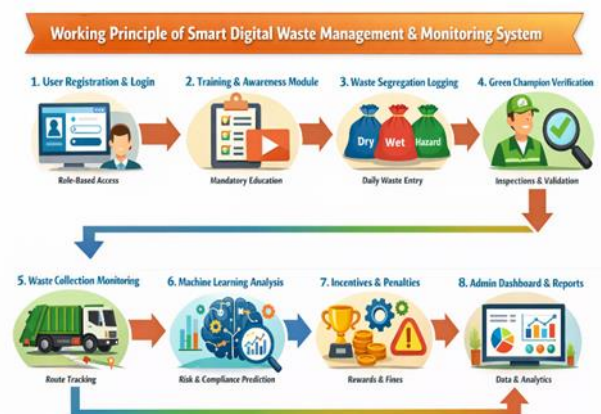 Working Principle of Smart Digital Waste Management & Monitoring System
1. User Registration & Login
2. Training & Awareness Module
3. Waste Segregation Logging
4. Green Champion Verification
Dry
Wet
Hazard
Role-Based Access
Mandatory Education
Daily Waste Entry
Inspections & Validation
5. Waste Collection Monitoring
6. Machine Learning Analysis
7. Incentives & Penalties
8. Admin Dashboard & Reports
Route Tracking
Risk & Compliance Prediction
Rewards & Fines
Data & Analytics